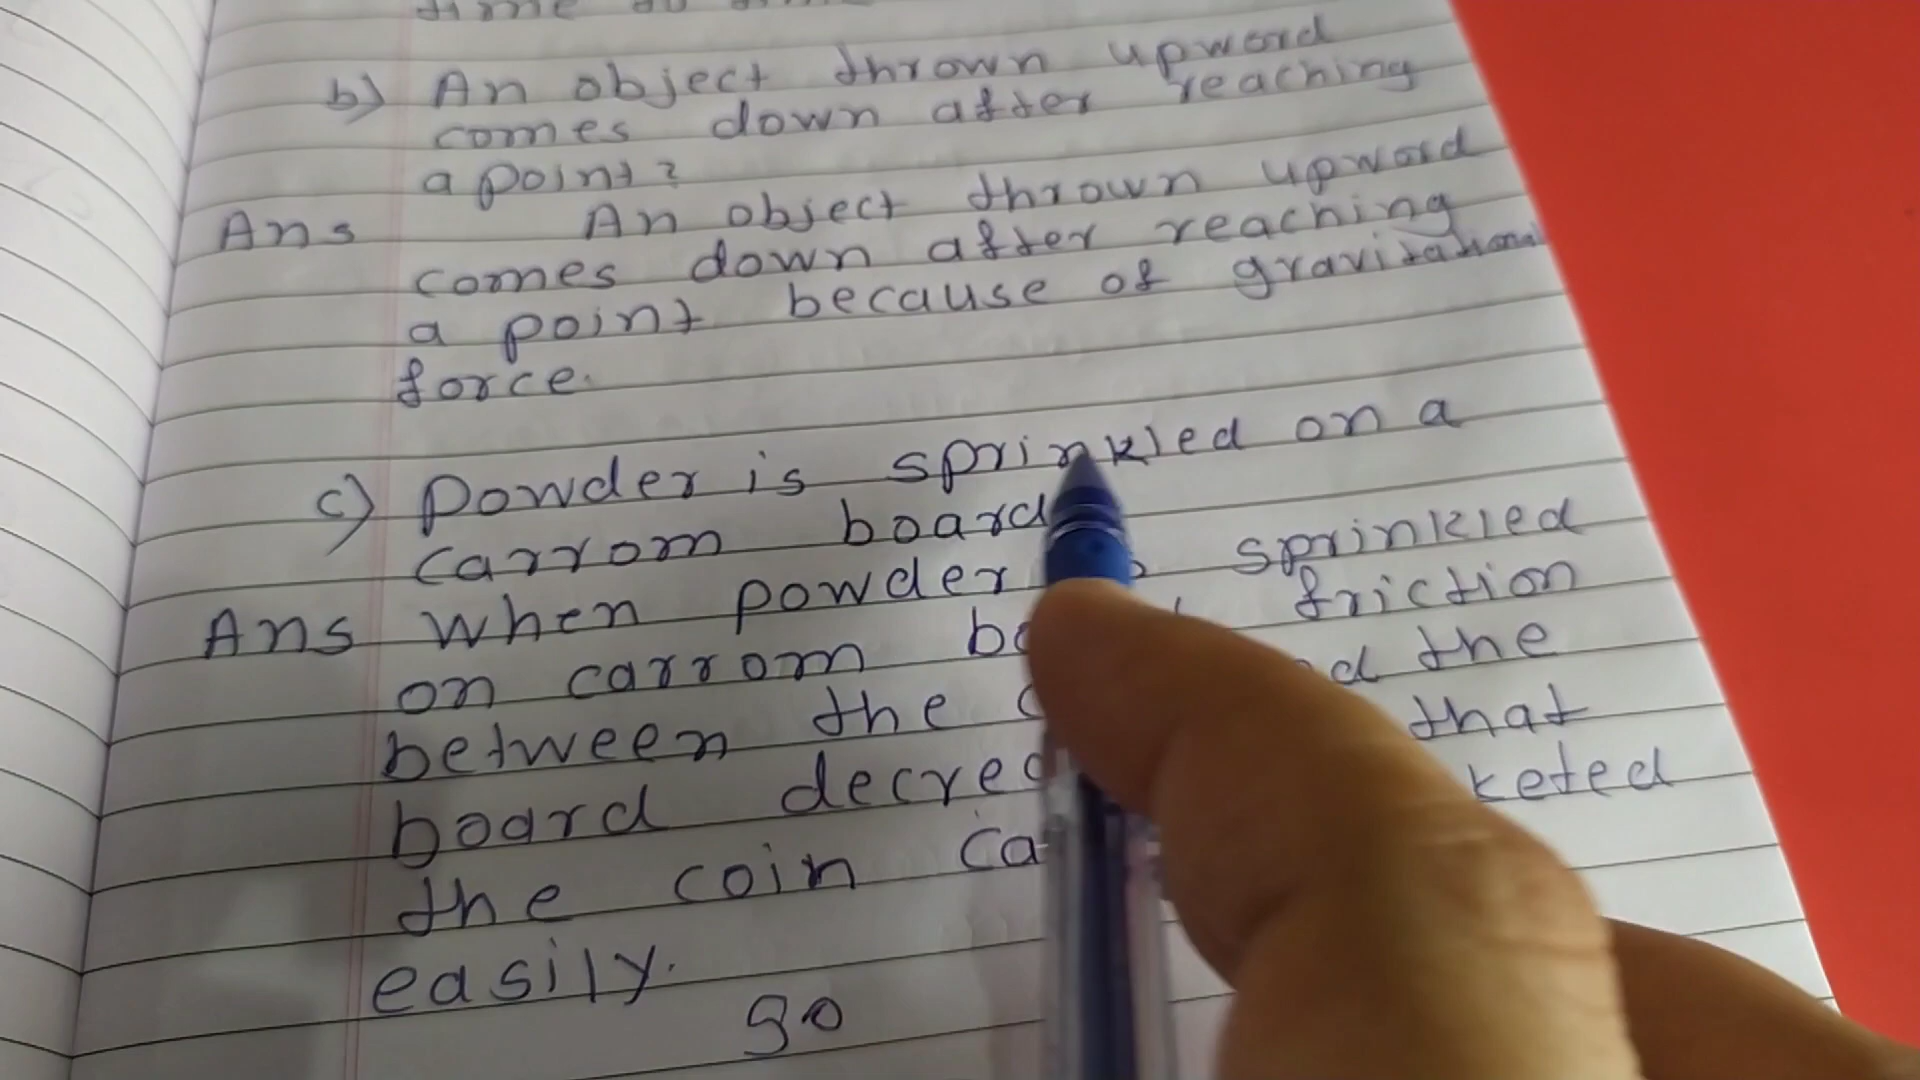 b) An object thrown upword
comes down after reaching
a point?
Ans An object thrown upword
comes down after reaching
a point because of gravitational
force.
c) Powder is sprinkled on a
carrom board
Ans When powder sprinkled
on carrom friction
between the the
board that
the coin
easily.
go